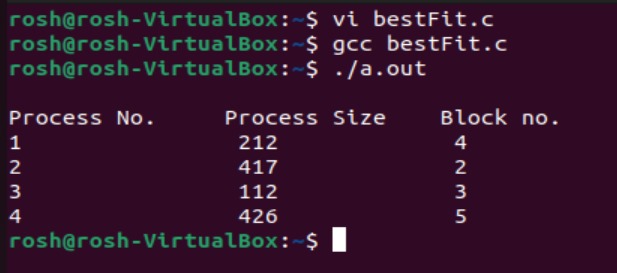 rosh@rosh-VirtualBox:~$ vi bestFit.c
rosh@rosh-VirtualBox:~$ gcc bestFit.c
rosh@rosh-VirtualBox:~$ ./a.out

Process No. Process Size Block no.
1 212 4
2 417 2
3 112 3
4 426 5
rosh@rosh-VirtualBox:~$